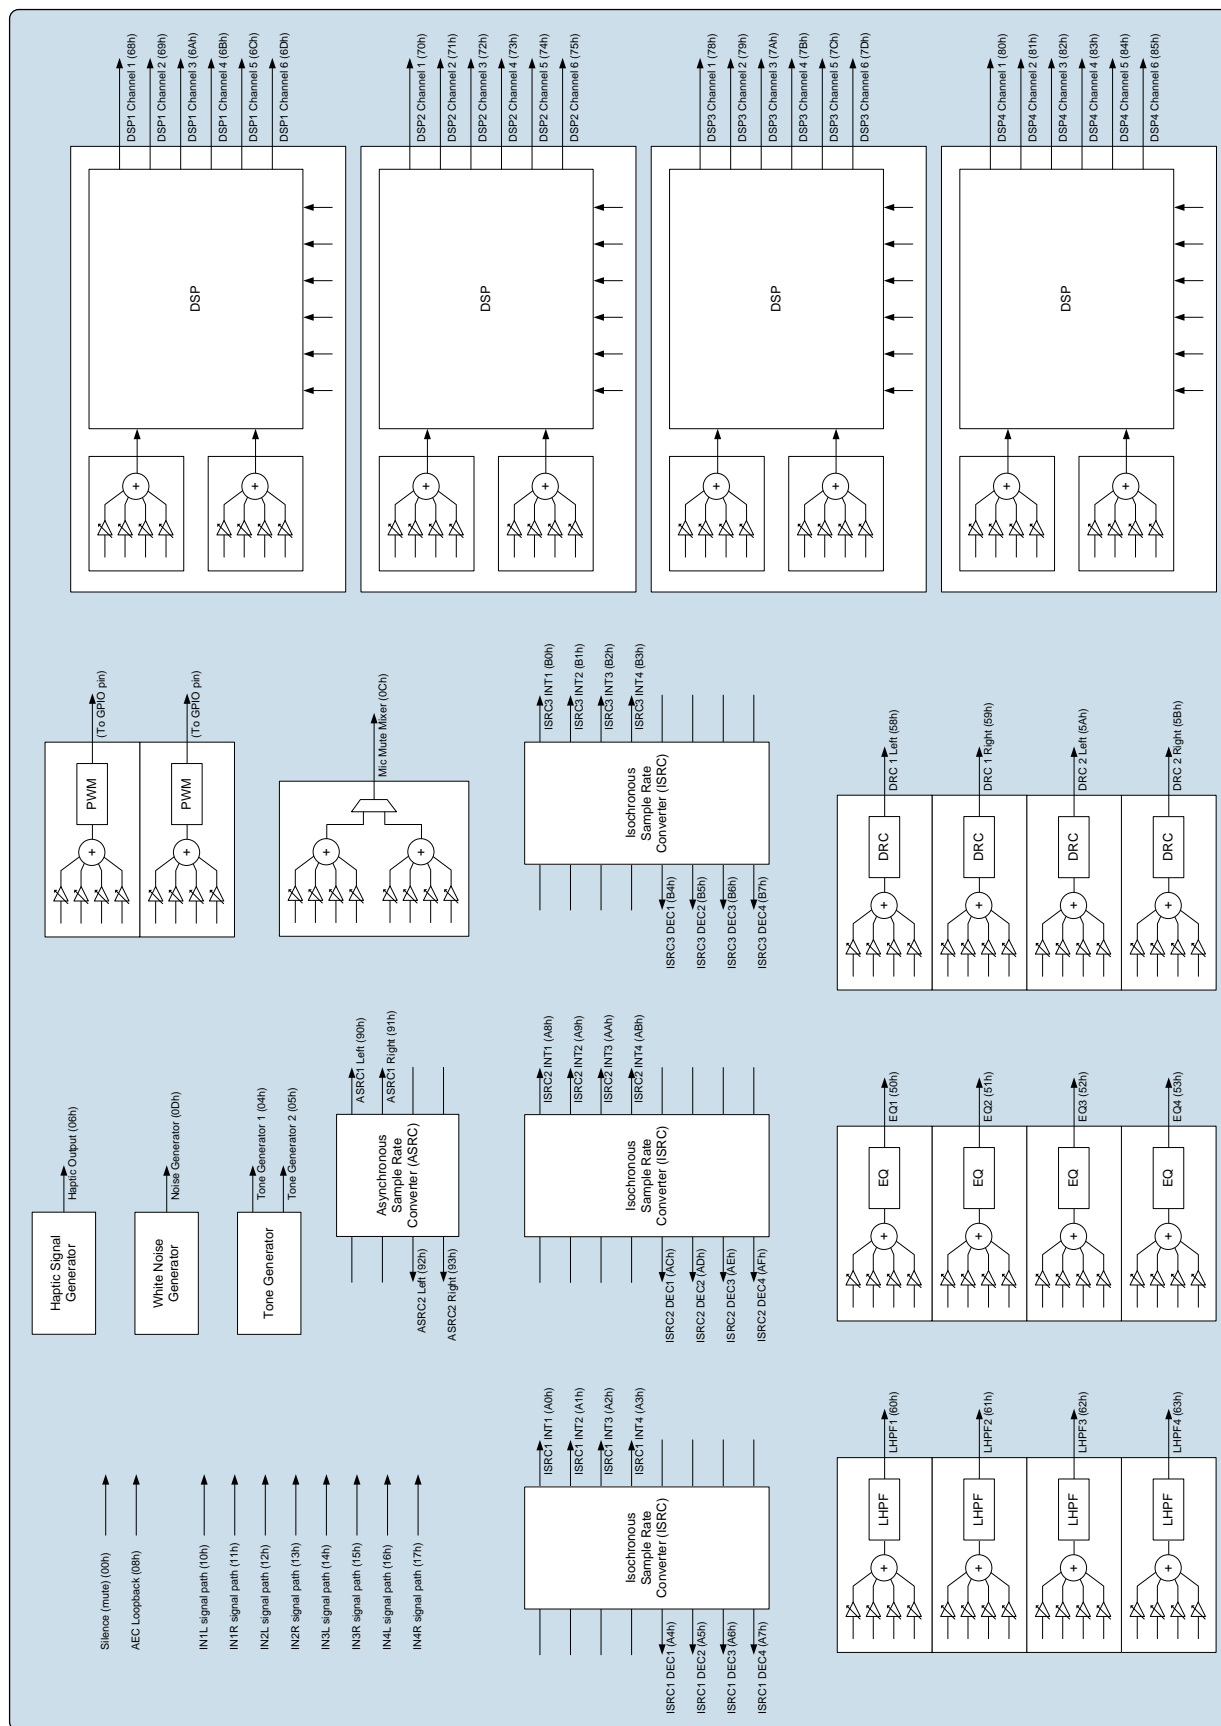 Silence (mute) (00h)
AEC Loopback (08h)
IN1L signal path (10h)
IN1R signal path (11h)
IN2L signal path (12h)
IN2R signal path (13h)
IN3L signal path (14h)
IN3R signal path (15h)
IN4L signal path (16h)
IN4R signal path (17h)
Haptic Signal
Generator
Haptic Output (06h)
White Noise
Generator
Noise Generator (0Dh)
Tone Generator
Tone Generator 1 (04h)
Tone Generator 2 (05h)
Asynchronous
Sample Rate
Converter (ASRC)
ASRC1 Left (90h)
ASRC1 Right (91h)
ASRC2 Left (92h)
ASRC2 Right (93h)
+
PWM
(To GPIO pin)
+
PWM
(To GPIO pin)
+
+
Mic Mute Mixer (0Ch)
+
+
DSP
DSP1 Channel 1 (68h)
DSP1 Channel 2 (69h)
DSP1 Channel 3 (6Ah)
DSP1 Channel 4 (6Bh)
DSP1 Channel 5 (6Ch)
DSP1 Channel 6 (6Dh)
+
+
DSP
DSP2 Channel 1 (70h)
DSP2 Channel 2 (71h)
DSP2 Channel 3 (72h)
DSP2 Channel 4 (73h)
DSP2 Channel 5 (74h)
DSP2 Channel 6 (75h)
+
+
DSP
DSP3 Channel 1 (78h)
DSP3 Channel 2 (79h)
DSP3 Channel 3 (7Ah)
DSP3 Channel 4 (7Bh)
DSP3 Channel 5 (7Ch)
DSP3 Channel 6 (7Dh)
+
+
DSP
DSP4 Channel 1 (80h)
DSP4 Channel 2 (81h)
DSP4 Channel 3 (82h)
DSP4 Channel 4 (83h)
DSP4 Channel 5 (84h)
DSP4 Channel 6 (85h)
Isochronous
Sample Rate
Converter (ISRC)
ISRC1 INT1 (A0h)
ISRC1 INT2 (A1h)
ISRC1 INT3 (A2h)
ISRC1 INT4 (A3h)
ISRC1 DEC1 (A4h)
ISRC1 DEC2 (A5h)
ISRC1 DEC3 (A6h)
ISRC1 DEC4 (A7h)
Isochronous
Sample Rate
Converter (ISRC)
ISRC2 INT1 (A8h)
ISRC2 INT2 (A9h)
ISRC2 INT3 (AAh)
ISRC2 INT4 (ABh)
ISRC2 DEC1 (ACh)
ISRC2 DEC2 (ADh)
ISRC2 DEC3 (AEh)
ISRC2 DEC4 (AFh)
Isochronous
Sample Rate
Converter (ISRC)
ISRC3 INT1 (B0h)
ISRC3 INT2 (B1h)
ISRC3 INT3 (B2h)
ISRC3 INT4 (B3h)
ISRC3 DEC1 (B4h)
ISRC3 DEC2 (B5h)
ISRC3 DEC3 (B6h)
ISRC3 DEC4 (B7h)
+
LHPF
LHPF1 (60h)
+
LHPF
LHPF2 (61h)
+
LHPF
LHPF3 (62h)
+
LHPF
LHPF4 (63h)
+
EQ
EQ1 (50h)
+
EQ
EQ2 (51h)
+
EQ
EQ3 (52h)
+
EQ
EQ4 (53h)
+
DRC
DRC 1 Left (58h)
+
DRC
DRC 1 Right (59h)
+
DRC
DRC 2 Left (5Ah)
+
DRC
DRC 2 Right (5Bh)